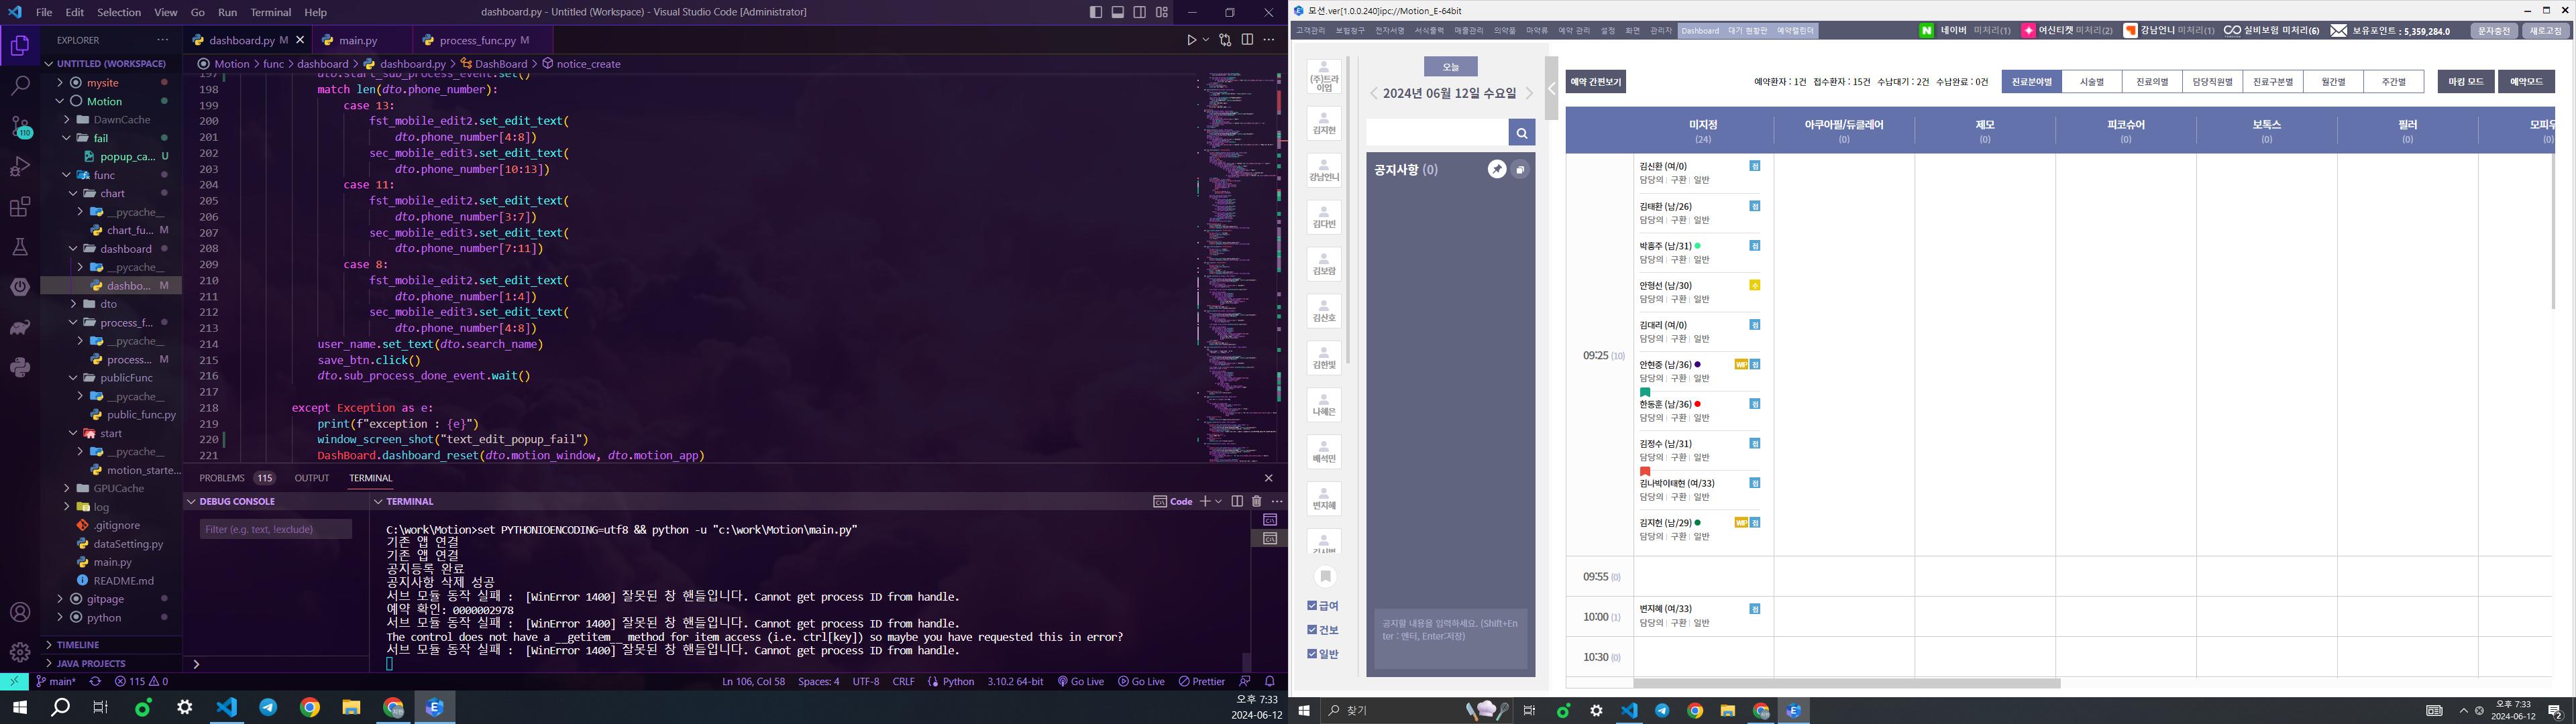 File Edit Selection View Go Run Terminal Help
dashboard.py - Untitled (Workspace) - Visual Studio Code [Administrator]
EXPLORER
UNTITLED (WORKSPACE)
mysite
Motion
DawnCache
fail
popup_ca... U
func
chart
__pycache__
chart_fu... M
dashboard
__pycache__
dashbo... M
dto
process_f...
__pycache__
process... M
publicFunc
__pycache__
public_func.py
start
__pycache__
motion_starte...
GPUCache
log
.gitignore
dataSetting.py
main.py
README.md
gitpage
python
TIMELINE
JAVA PROJECTS
110
dashboard.py M
main.py
process_func.py M
Motion > func > dashboard > dashboard.py > DashBoard > notice_create
197 dto.start_sub_process_event.set()
198 match len(dto.phone_number):
199 case 13:
200 fst_mobile_edit2.set_edit_text(
201 dto.phone_number[4:8])
202 sec_mobile_edit3.set_edit_text(
203 dto.phone_number[10:13])
204 case 11:
205 fst_mobile_edit2.set_edit_text(
206 dto.phone_number[3:7])
207 sec_mobile_edit3.set_edit_text(
208 dto.phone_number[7:11])
209 case 8:
210 fst_mobile_edit2.set_edit_text(
211 dto.phone_number[1:4])
212 sec_mobile_edit3.set_edit_text(
213 dto.phone_number[4:8])
214 user_name.set_text(dto.search_name)
215 save_btn.click()
216 dto.sub_process_done_event.wait()
217
218 except Exception as e:
219 print(f"exception : {e}")
220 window_screen_shot("text_edit_popup_fail")
221 DashBoard.dashboard_reset(dto.motion_window, dto.motion_app)
PROBLEMS 115 OUTPUT TERMINAL
DEBUG CONSOLE
Filter (e.g. text, !exclude)
TERMINAL
Code
C:\work\Motion>set PYTHONIOENCODING=utf8 && python -u "c:\work\Motion\main.py"
기존 앱 연결
기존 앱 연결
공지등록 완료
공지사항 삭제 성공
서브 모듈 동작 실패 : [WinError 1400] 잘못된 창 핸들입니다. Cannot get process ID from handle.
예약 확인: 0000002978
서브 모듈 동작 실패 : [WinError 1400] 잘못된 창 핸들입니다. Cannot get process ID from handle.
The control does not have a __getitem__ method for item access (i.e. ctrl[key]) so maybe you have requested this in error?
서브 모듈 동작 실패 : [WinError 1400] 잘못된 창 핸들입니다. Cannot get process ID from handle.
main* 115 0
Ln 106, Col 58 Spaces: 4 UTF-8 CRLF Python 3.10.2 64-bit Go Live Go Live Prettier
오후 7:33
2024-06-12
모션.ver[1.0.0.240]ipc://Motion_E-64bit
고객관리 보험청구 전자서명 서식출력 매출관리 의약품 마약류 예약 관리 설정 화면 관리자 Dashboard 대기 현황판 예약캘린더
네이버 미처리(1) 여신티켓 미처리(2) 강남언니 미처리(1) 실비보험 미처리(6) 보유포인트 : 5,359,284.0 문자충전 새로고침
(주)트라이업
김지헌
강남언니
김다빈
김보람
김산호
김한빛
나혜은
배석민
변지혜
급여
건보
일반
오늘
2024년 06월 12일 수요일
공지사항 (0)
공지할 내용을 입력하세요. (Shift+Enter : 엔터, Enter:저장)
예약 간편보기
예약환자 : 1건 접수환자 : 15건 수납대기 : 2건 수납완료 : 0건
진료분야별 시술별 진료의별 담당직원별 진료구분별 월간별 주간별
마킹 모드 예약모드
미지정 (24) 아쿠아필/듀클레어 (0) 제모 (0) 피코슈어 (0) 보톡스 (0) 필러 (0) 모피우 (0)
09:25 (10)
김신환 (여/0) 접
담당의 | 구환 | 일반
김태환 (남/26) 접
담당의 | 구환 | 일반
박흥주 (남/31) 접
담당의 | 구환 | 일반
안형선 (남/30) 수
담당의 | 구환 | 일반
김대리 (여/0) 접
담당의 | 구환 | 일반
안현중 (남/36) WP 접
담당의 | 구환 | 일반
한동훈 (남/36) 접
담당의 | 구환 | 일반
김정수 (남/31) 접
담당의 | 구환 | 일반
김나박이태현 (여/33) 접
담당의 | 구환 | 일반
김지헌 (남/29) WP 접
담당의 | 구환 | 일반
09:55 (0)
10:00 (1)
변지혜 (여/33) 접
담당의 | 구환 | 일반
10:30 (0)
찾기
오후 7:33
2024-06-12